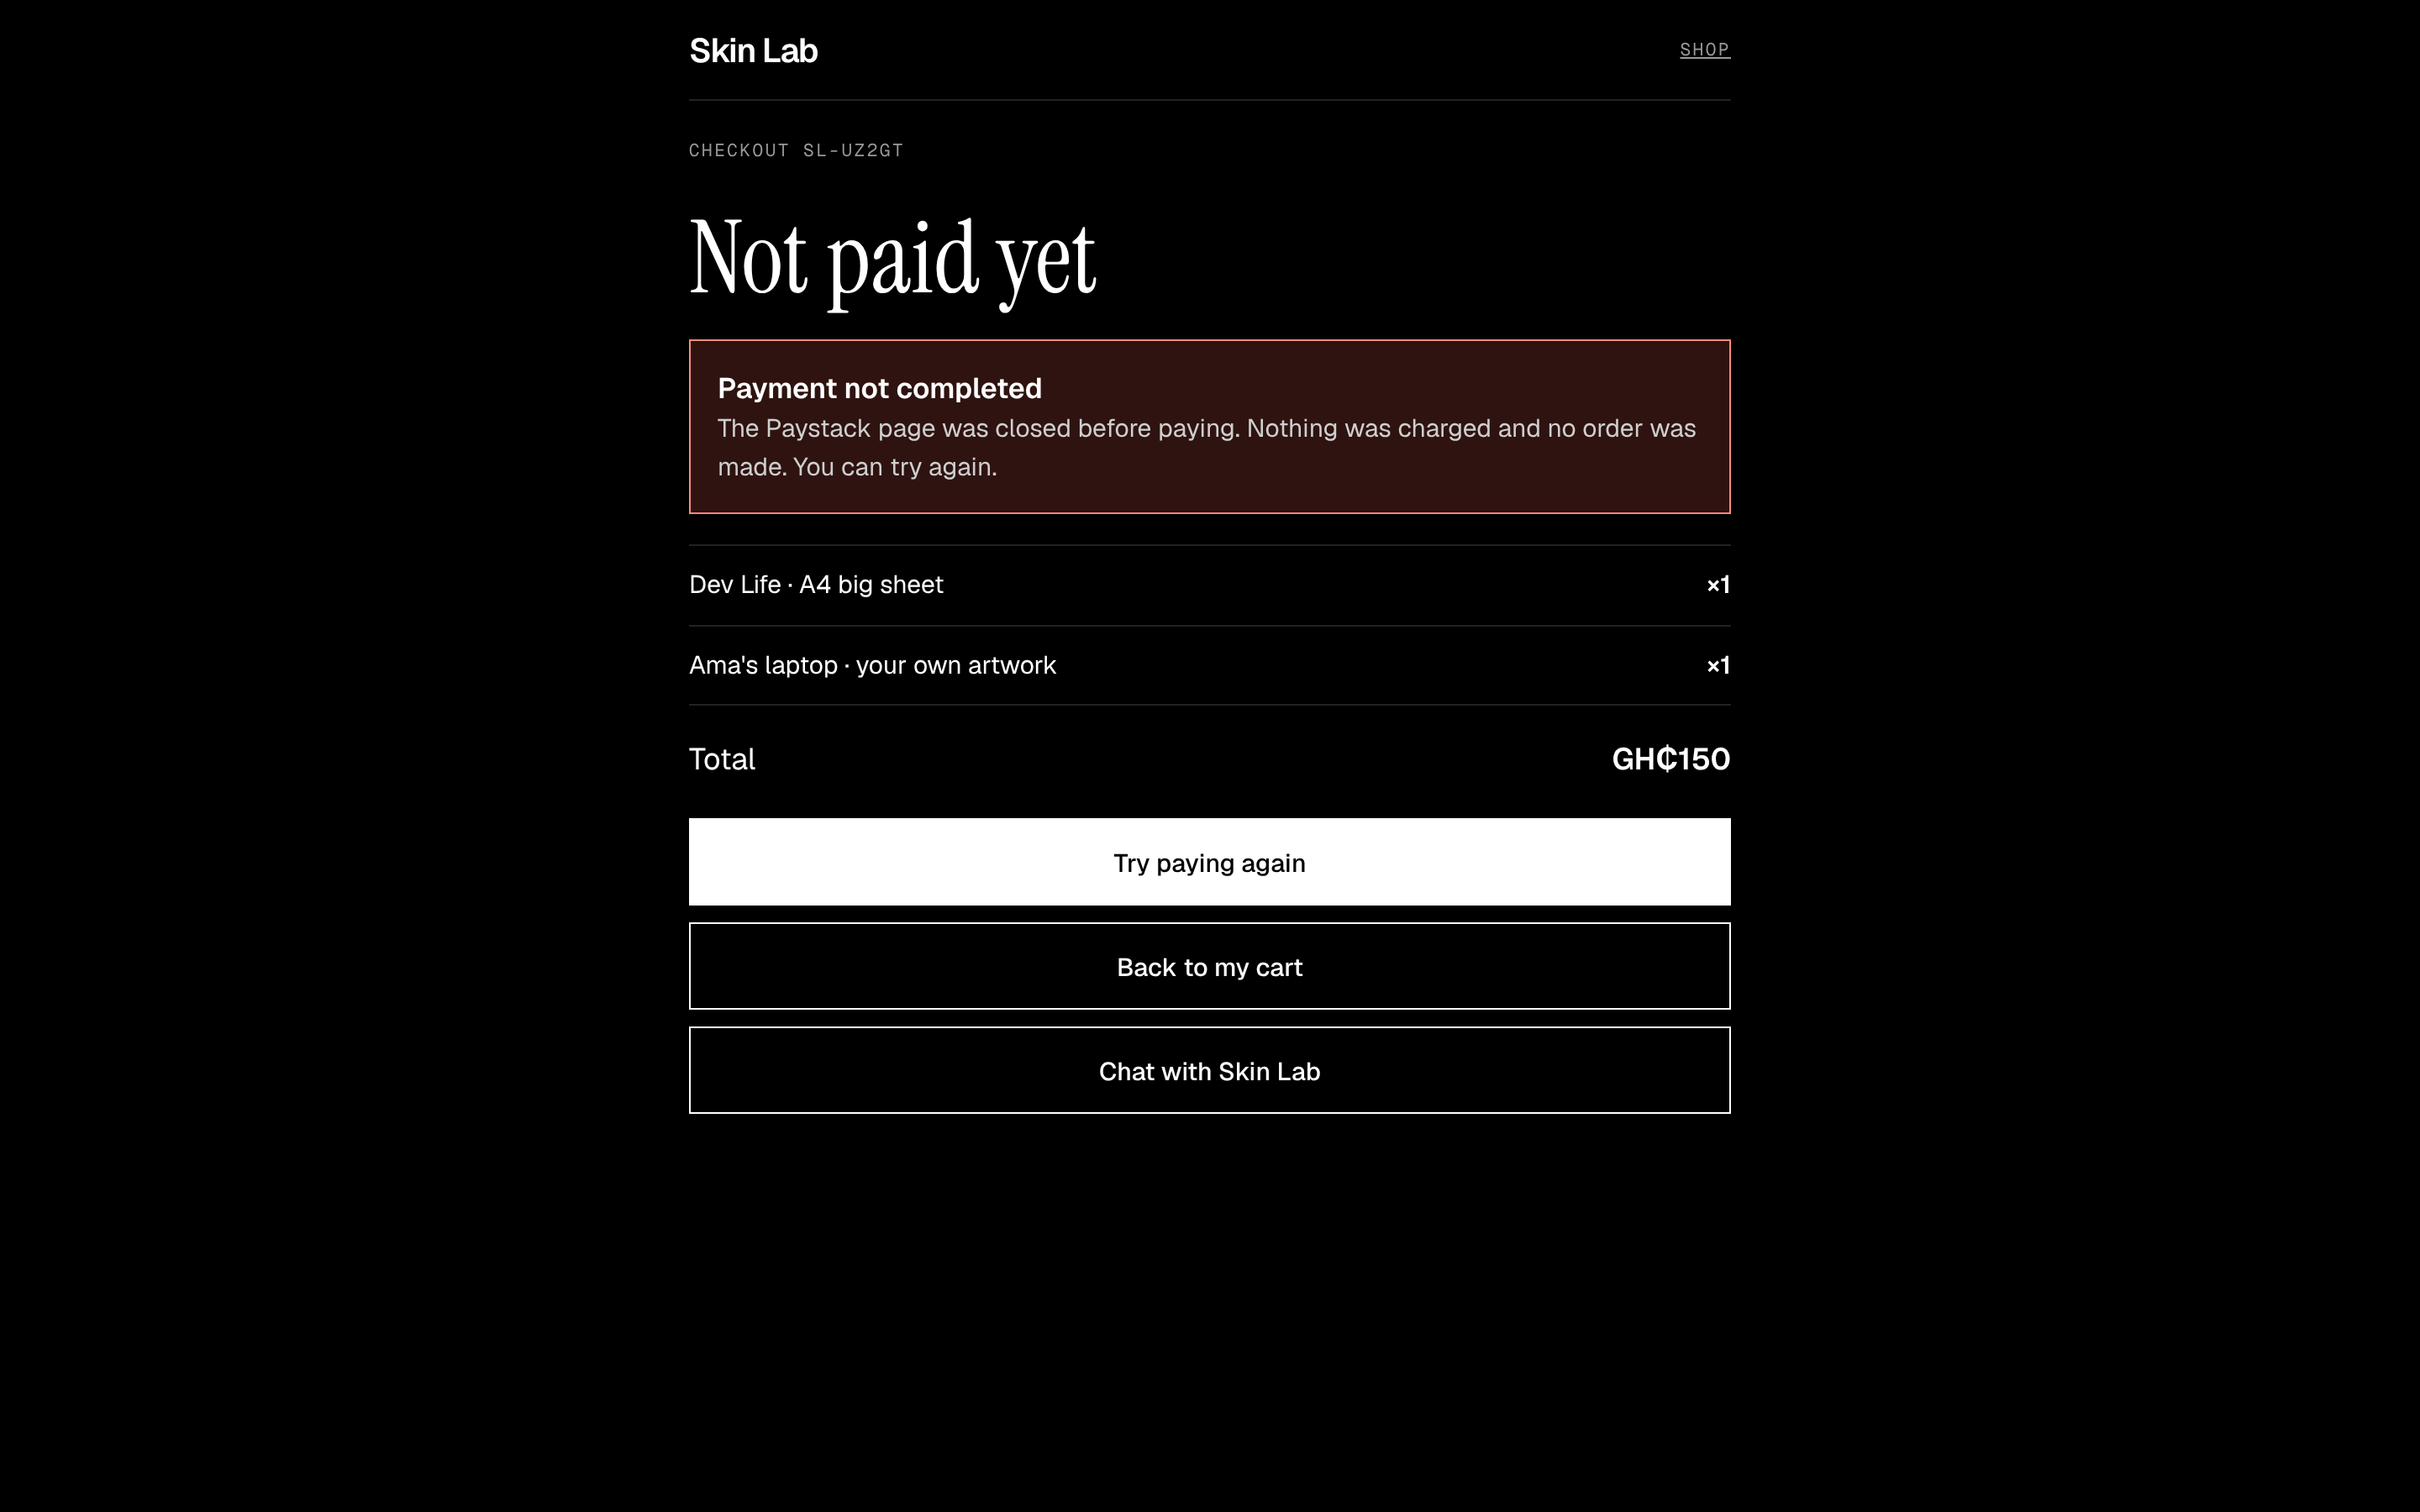 Skin Lab
SHOP
CHECKOUT SL-UZ2GT
Not paid yet
Payment not completed
The Paystack page was closed before paying. Nothing was charged and no order was
made. You can try again.
Dev Life · A4 big sheet ×1
Ama's laptop · your own artwork ×1
Total GH₵150
Try paying again
Back to my cart
Chat with Skin Lab